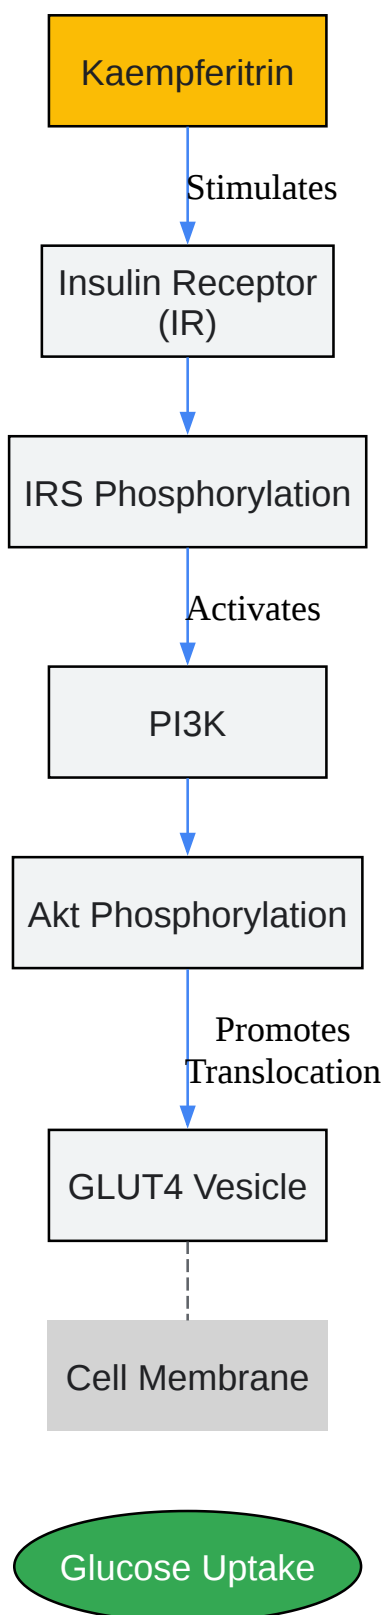 Kaempferitrin
Stimulates
Insulin Receptor
(IR)
IRS Phosphorylation
Activates
PI3K
Akt Phosphorylation
Promotes
Translocation
GLUT4 Vesicle
Cell Membrane
Glucose Uptake